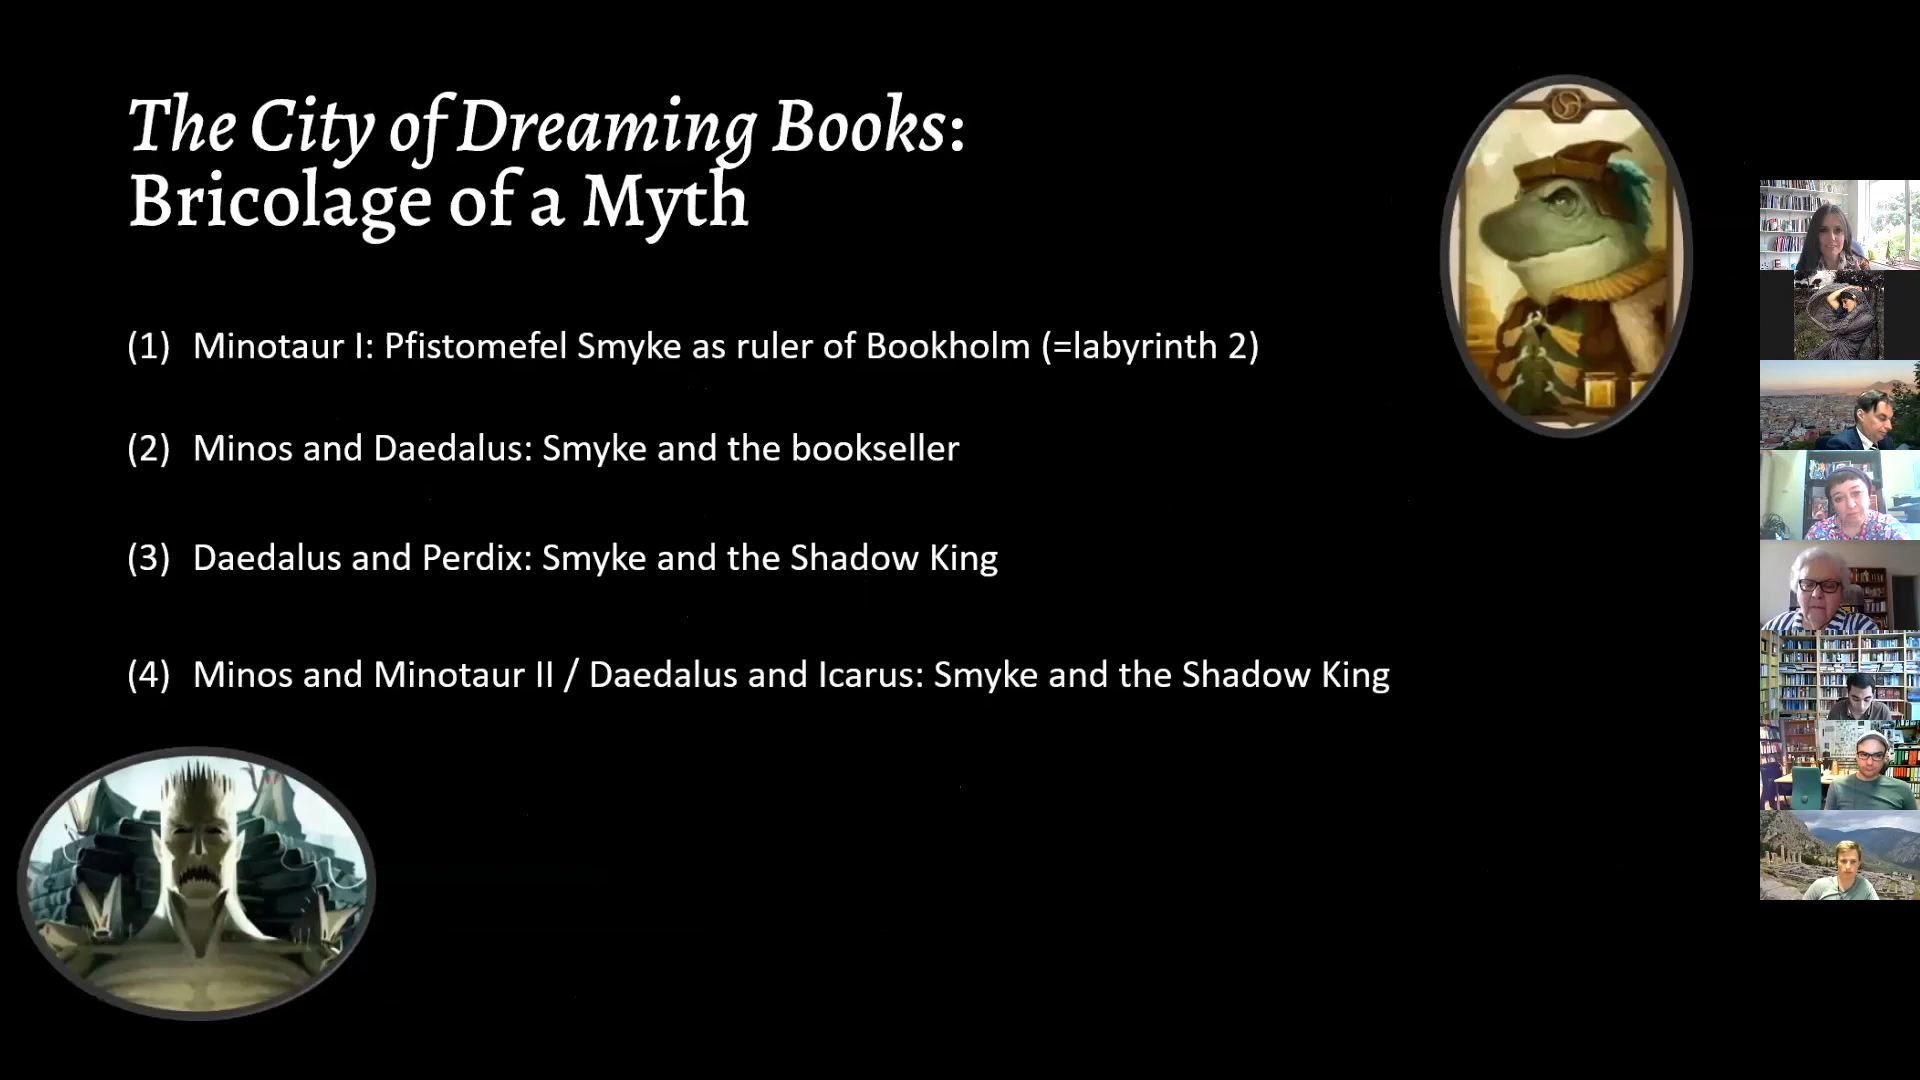 The City of Dreaming Books:
Bricolage of a Myth
(1) Minotaur I: Pfistomefel Smyke as ruler of Bookholm (=labyrinth 2)
(2) Minos and Daedalus: Smyke and the bookseller
(3) Daedalus and Perdix: Smyke and the Shadow King
(4) Minos and Minotaur II / Daedalus and Icarus: Smyke and the Shadow King